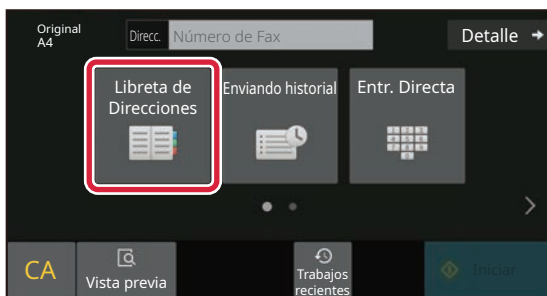 Original
A4
Direcc. Número de Fax
Detalle
Libreta de
Direcciones
Enviando historial
Entr. Directa
CA
Vista previa
Trabajos
recientes
Iniciar